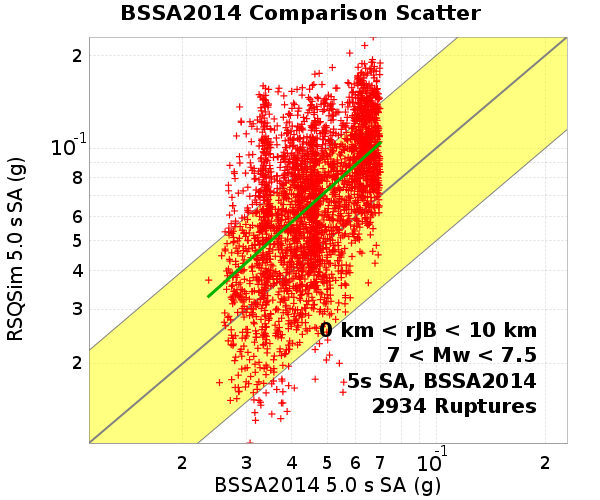 BSSA2014 Comparison Scatter
RSQSim 5.0 s SA (g)
2
10-1
8
6
5
4
3
2
0 km < rJB < 10 km
7 < Mw < 7.5
5s SA, BSSA2014
2934 Ruptures
2 3 4 5 6 7 10-1 2
BSSA2014 5.0 s SA (g)